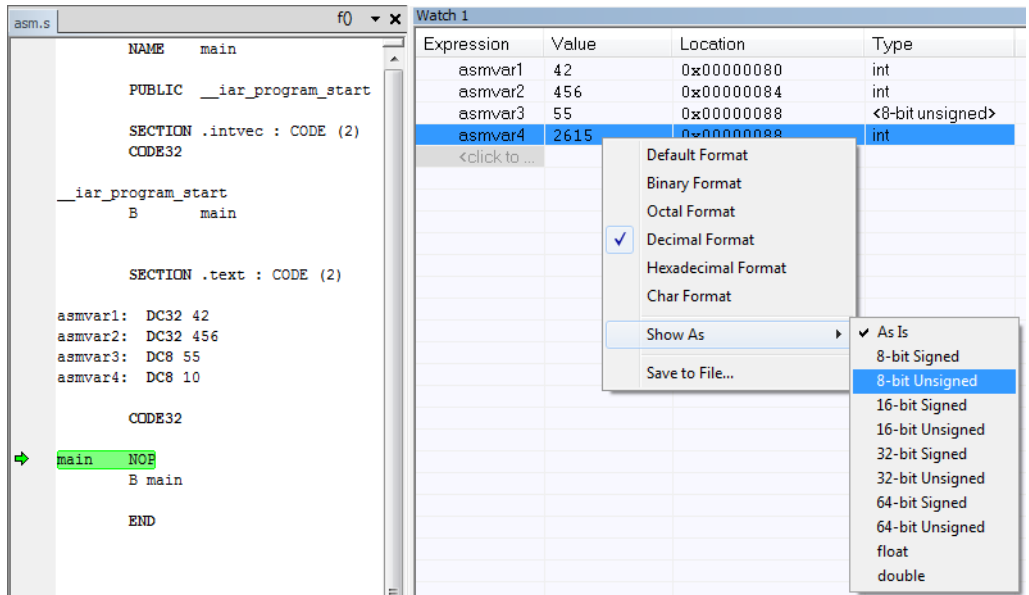 asm.s
f()
NAME main
PUBLIC __iar_program_start
SECTION .intvec : CODE (2)
CODE32
__iar_program_start
B main
SECTION .text : CODE (2)
asmvar1: DC32 42
asmvar2: DC32 456
asmvar3: DC8 55
asmvar4: DC8 10
CODE32
main NOP
B main
END
Watch 1
Expression Value Location Type
asmvar1 42 0x00000080 int
asmvar2 456 0x00000084 int
asmvar3 55 0x00000088 <8-bit unsigned>
asmvar4 2615 0x00000088 int
<click to ...
Default Format
Binary Format
Octal Format
Decimal Format
Hexadecimal Format
Char Format
Show As
Save to File...
As Is
8-bit Signed
8-bit Unsigned
16-bit Signed
16-bit Unsigned
32-bit Signed
32-bit Unsigned
64-bit Signed
64-bit Unsigned
float
double